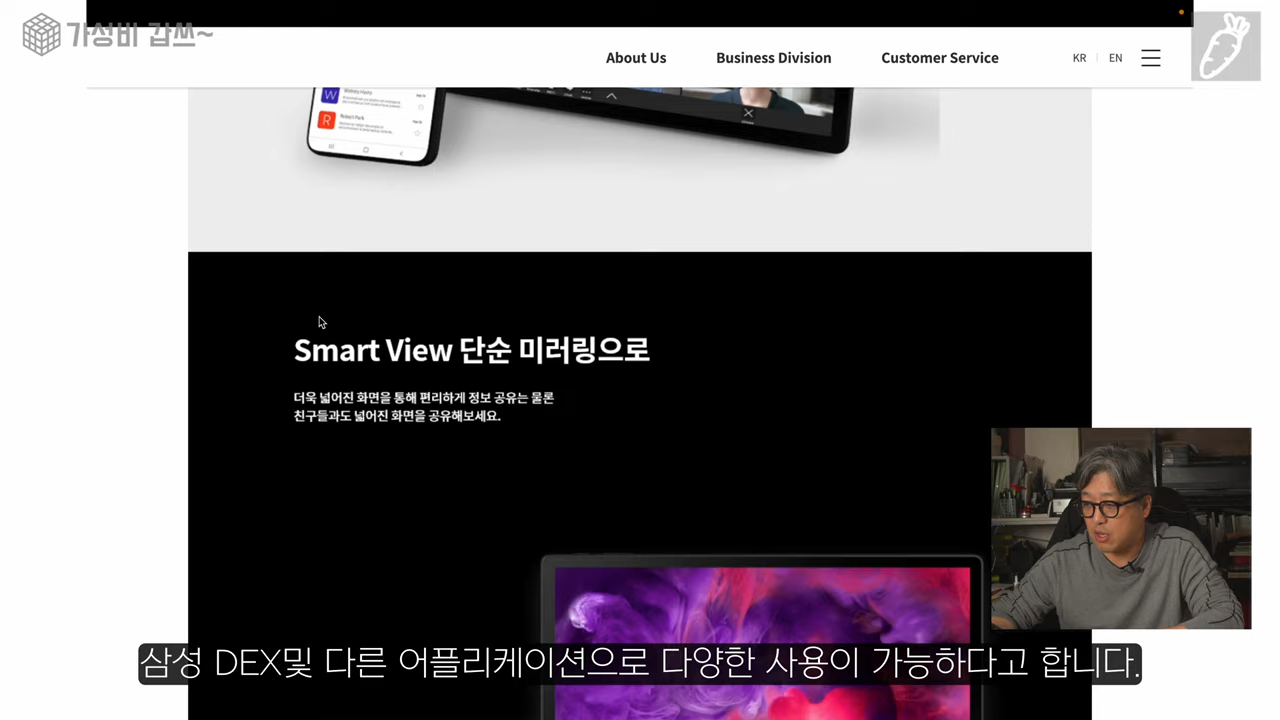 가성비 갑쓰~
About Us
Business Division
Customer Service
KR
EN
W
R
Robert Park
Smart View 단순 미러링으로
더욱 넓어진 화면을 통해 편리하게 정보 공유는 물론
친구들과도 넓어진 화면을 공유해보세요.
삼성 DEX및 다른 어플리케이션으로 다양한 사용이 가능하다고 합니다.